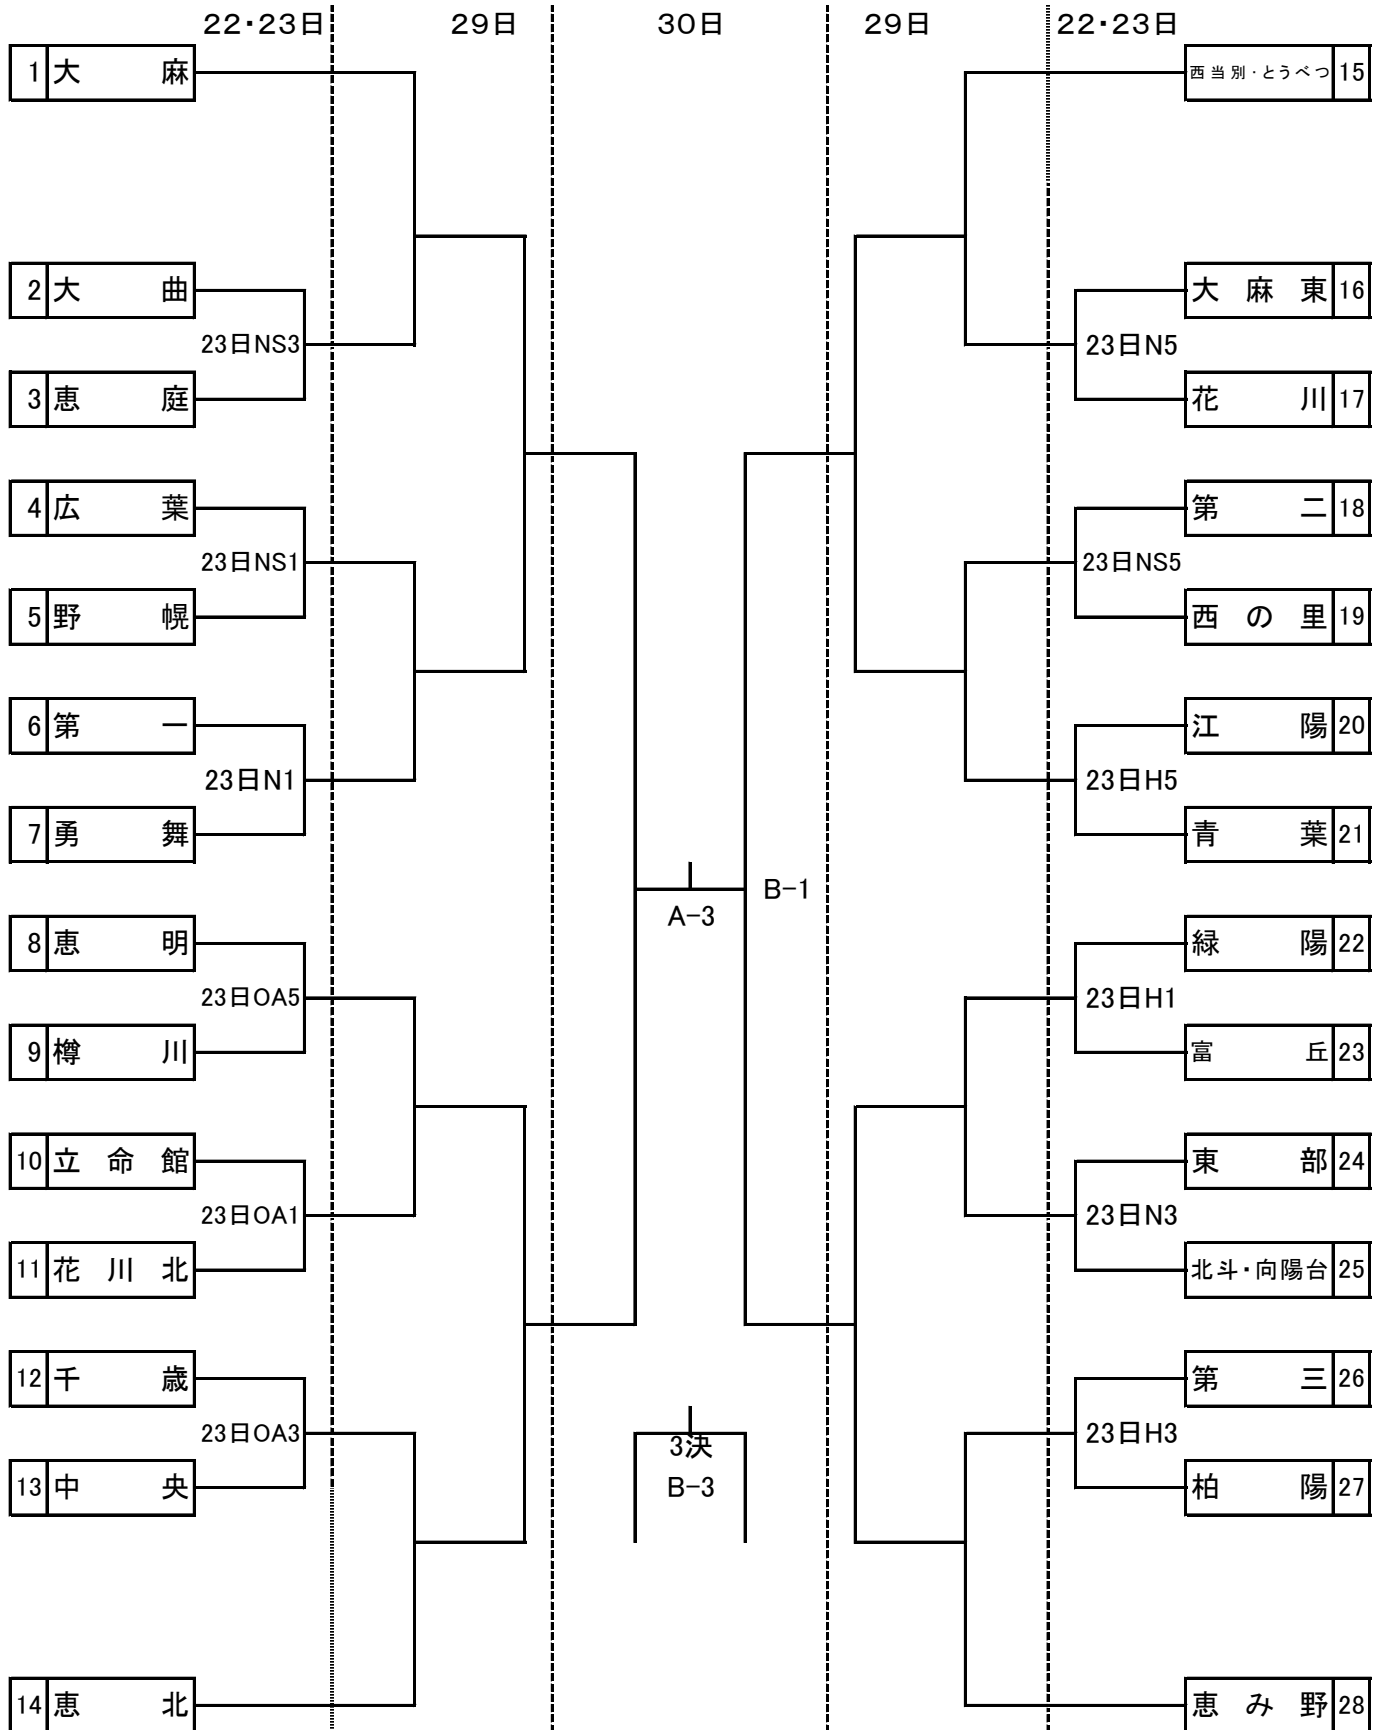 22・23日 29日 30日 29日 22・23日
1 大麻
西当別・とうべつ 15
2 大曲
大麻東 16
23日NS3
23日N5
3 恵庭
花川 17
4 広葉
第二 18
23日NS1
23日NS5
5 野幌
西の里 19
6 第一
江陽 20
23日N1
23日H5
7 勇舞
青葉 21
B-1
A-3
8 恵明
緑陽 22
23日OA5
23日H1
9 樽川
富丘 23
10 立命館
東部 24
23日OA1
23日N3
11 花川北
北斗・向陽台 25
12 千歳
第三 26
23日OA3
3決
23日H3
13 中央
B-3
柏陽 27
14 恵北
恵み野 28